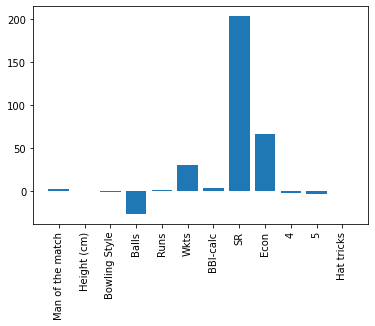 200
150
100
50
0
Man of the match
Height (cm)
Bowling Style
Balls
Runs
Wkts
BBI-calc
SR
Econ
4
5
Hat tricks